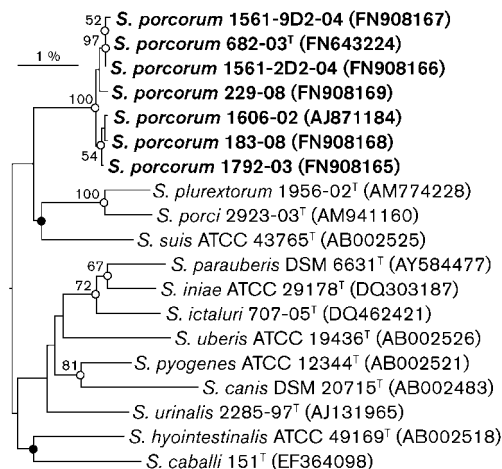 52
S. porcorum 1561-9D2-04 (FN908167)
97
S. porcorum 682-03ᵀ (FN643224)
1 %
S. porcorum 1561-2D2-04 (FN908166)
S. porcorum 229-08 (FN908169)
100
S. porcorum 1606-02 (AJ871184)
S. porcorum 183-08 (FN908168)
54
S. porcorum 1792-03 (FN908165)
100
S. plurextorum 1956-02ᵀ (AM774228)
S. porci 2923-03ᵀ (AM941160)
S. suis ATCC 43765ᵀ (AB002525)
67
S. parauberis DSM 6631ᵀ (AY584477)
72
S. iniae ATCC 29178ᵀ (DQ303187)
S. ictaluri 707-05ᵀ (DQ462421)
S. uberis ATCC 19436ᵀ (AB002526)
81
S. pyogenes ATCC 12344ᵀ (AB002521)
S. canis DSM 20715ᵀ (AB002483)
S. urinalis 2285-97ᵀ (AJ131965)
S. hyointestinalis ATCC 49169ᵀ (AB002518)
S. caballi 151ᵀ (EF364098)